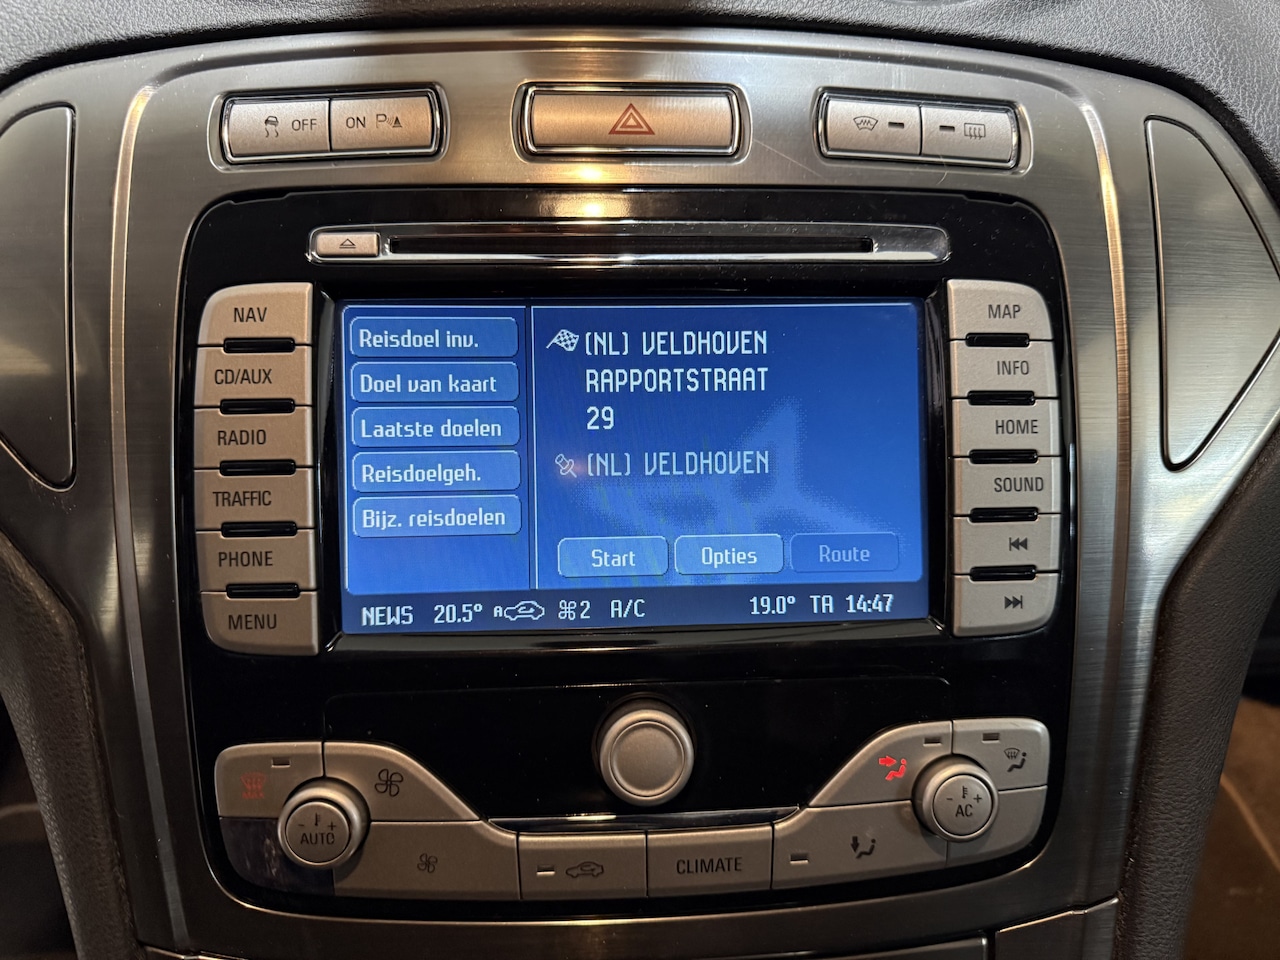 OFF ON P
NAV
CD/AUX
RADIO
TRAFFIC
PHONE
MENU
Reisdoel inv.
Doel van kaart
Laatste doelen
Reisdoelgeh.
Bijz. reisdoelen
(NL) VELDHOVEN
RAPPORTSTRAAT
29
(NL) VELDHOVEN
Start Opties Route
NEWS 20.5° A 2 A/C 19.0° TA 14:47
MAP
INFO
HOME
SOUND
MAX
- +
AUTO
CLIMATE
- +
AC